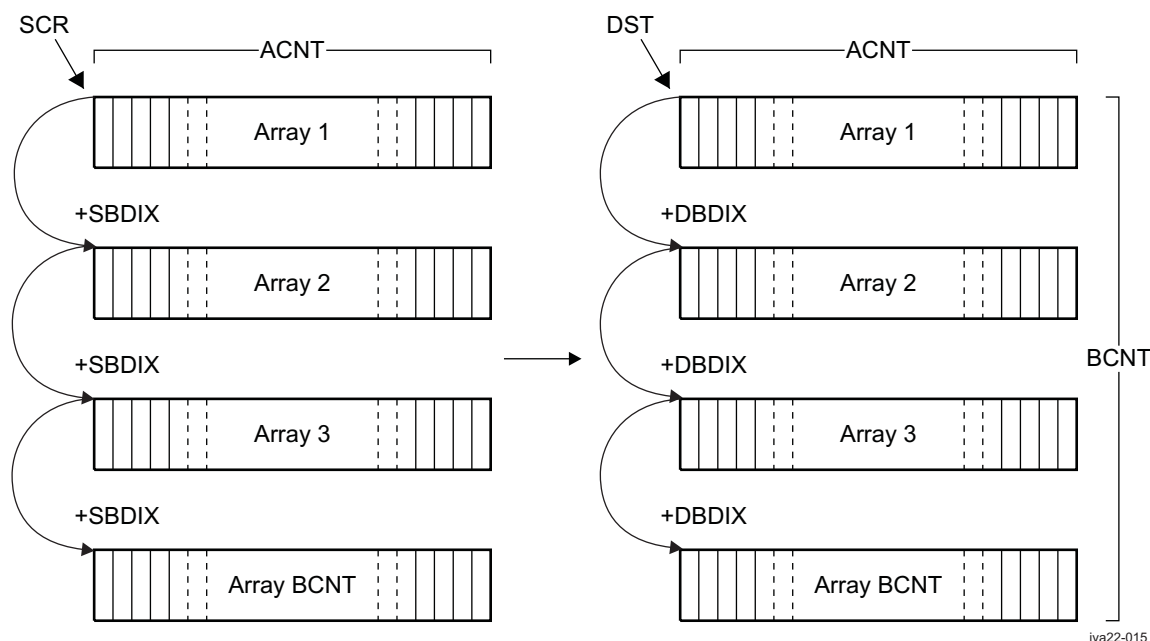 SCR
ACNT
DST
ACNT
Array 1
Array 1
+SBDIX
+DBDIX
Array 2
Array 2
+SBDIX
+DBDIX
BCNT
Array 3
Array 3
+SBDIX
+DBDIX
Array BCNT
Array BCNT
iva22-015